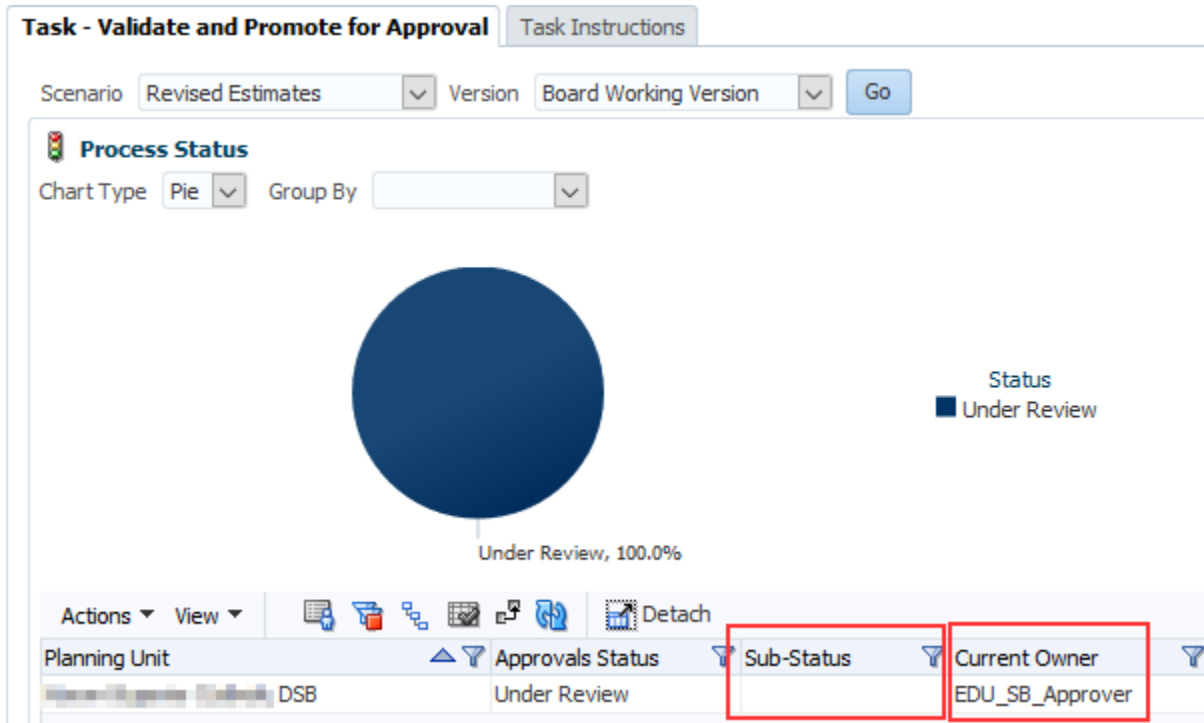 Task - Validate and Promote for Approval Task Instructions
Scenario Revised Estimates Version Board Working Version Go
Process Status
Chart Type Pie Group By
Status
Under Review
Under Review, 100.0%
Actions View Detach
Planning Unit Approvals Status Sub-Status Current Owner
DSB Under Review EDU_SB_Approver